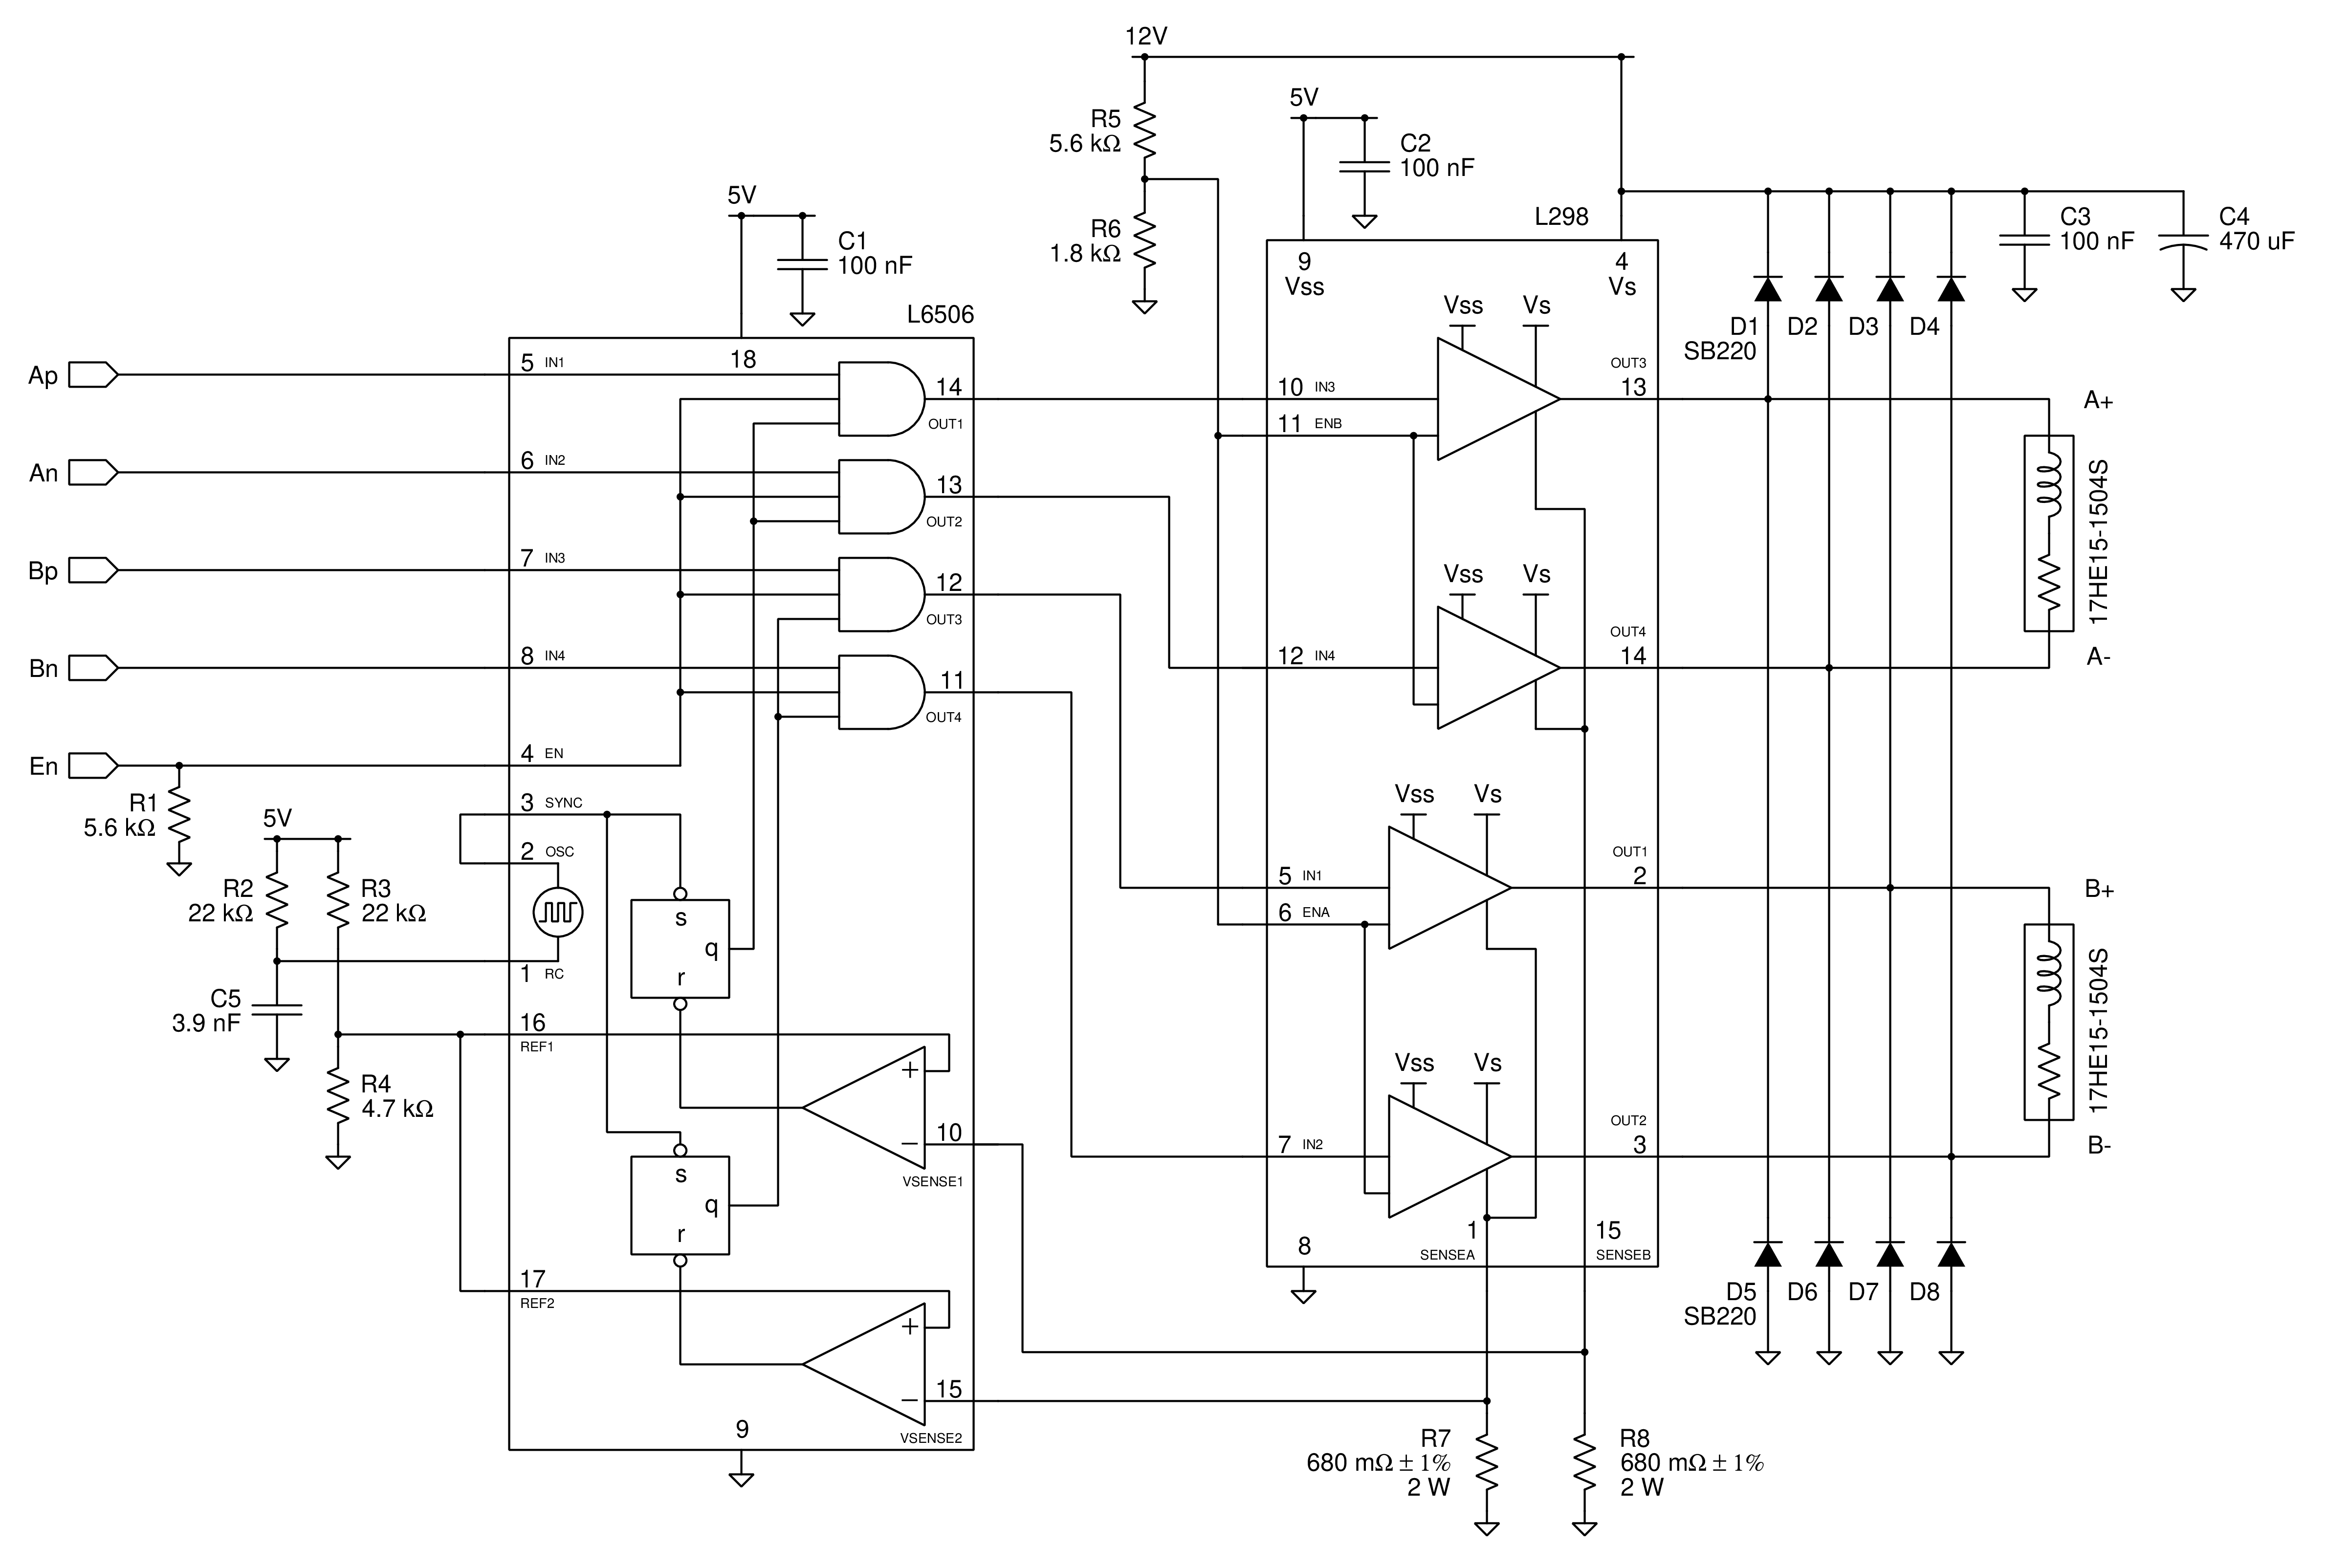 12V
R5
5.6 kΩ
5V
C2
100 nF
R6
1.8 kΩ
5V
C1
100 nF
L298
C3
100 nF
C4
470 uF
9
Vss
4
Vs
L6506
18
Vss
Vs
D1
SB220
D2
D3
D4
Ap
5
IN1
14
OUT1
10
IN3
11
ENB
OUT3
13
A+
An
6
IN2
13
OUT2
17HE15-1504S
Bp
7
IN3
12
OUT3
Vss
Vs
Bn
8
IN4
11
OUT4
12
IN4
OUT4
14
A-
En
4
EN
R1
5.6 kΩ
3
SYNC
2
OSC
5V
R2
22 kΩ
R3
22 kΩ
s
q
r
1
RC
C5
3.9 nF
Vss
Vs
5
IN1
6
ENA
OUT1
2
B+
17HE15-1504S
16
REF1
R4
4.7 kΩ
+
−
10
VSENSE1
Vss
Vs
7
IN2
OUT2
3
B-
s
q
r
8
1
SENSEA
15
SENSEB
17
REF2
D5
SB220
D6
D7
D8
+
−
15
VSENSE2
9
R7
680 mΩ ± 1%
2 W
R8
680 mΩ ± 1%
2 W